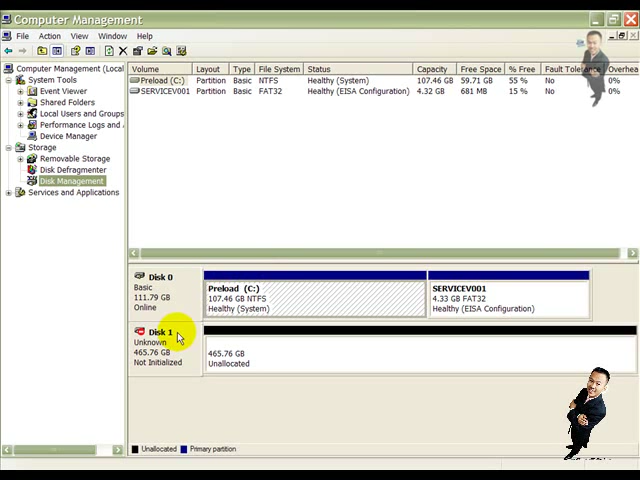 Computer Management
File Action View Window Help
Computer Management (Local
System Tools
Event Viewer
Shared Folders
Local Users and Groups
Performance Logs and
Device Manager
Storage
Removable Storage
Disk Defragmenter
Disk Management
Services and Applications
Volume Layout Type File System Status Capacity Free Space % Free Fault Tolerance Overhea
Preload (C:) Partition Basic NTFS Healthy (System) 107.46 GB 59.71 GB 55 % No 0%
SERVICEV001 Partition Basic FAT32 Healthy (EISA Configuration) 4.32 GB 681 MB 15 % No 0%
Disk 0
Basic
111.79 GB
Online
Preload (C:)
107.46 GB NTFS
Healthy (System)
SERVICEV001
4.33 GB FAT32
Healthy (EISA Configuration)
Disk 1
Unknown
465.76 GB
Not Initialized
465.76 GB
Unallocated
Unallocated Primary partition